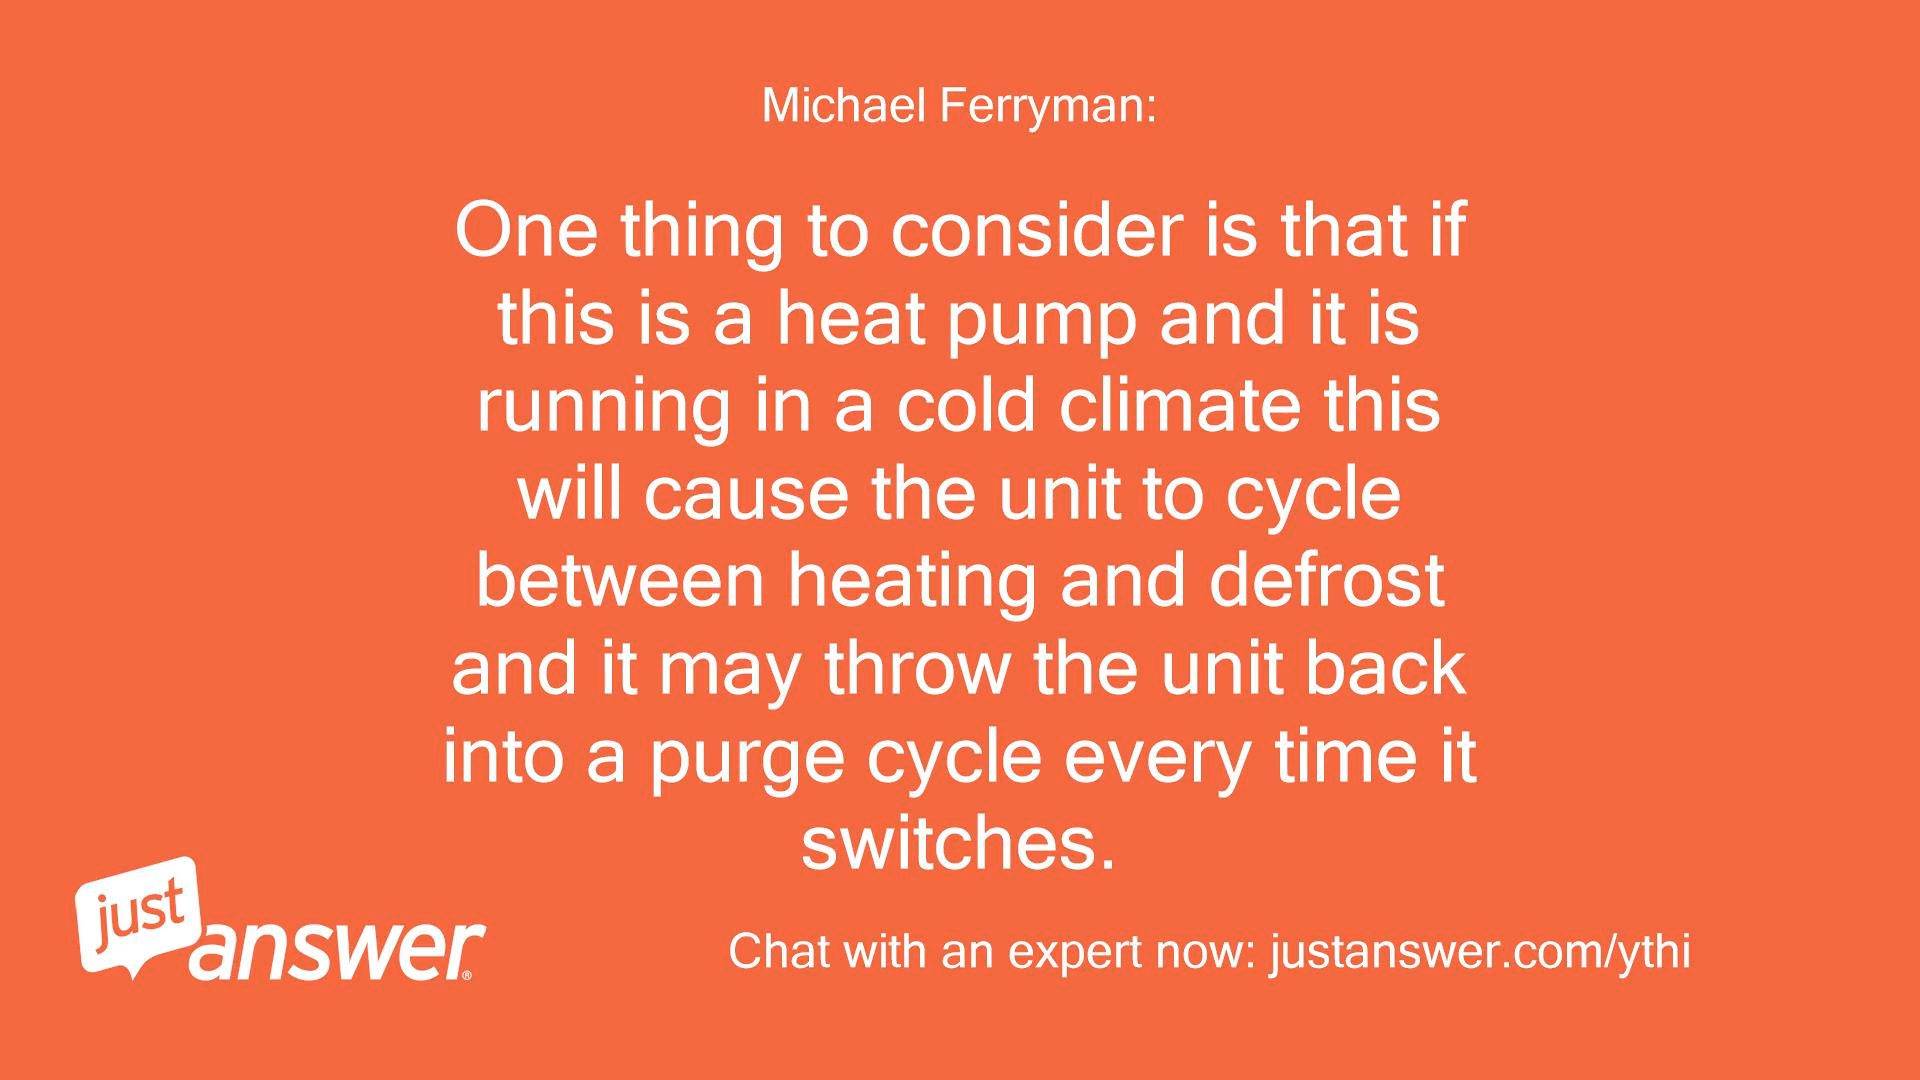 Michael Ferryman:
One thing to consider is that if
this is a heat pump and it is
running in a cold climate this
will cause the unit to cycle
between heating and defrost
and it may throw the unit back
into a purge cycle every time it
switches.
just
answer®
Chat with an expert now: justanswer.com/ythi